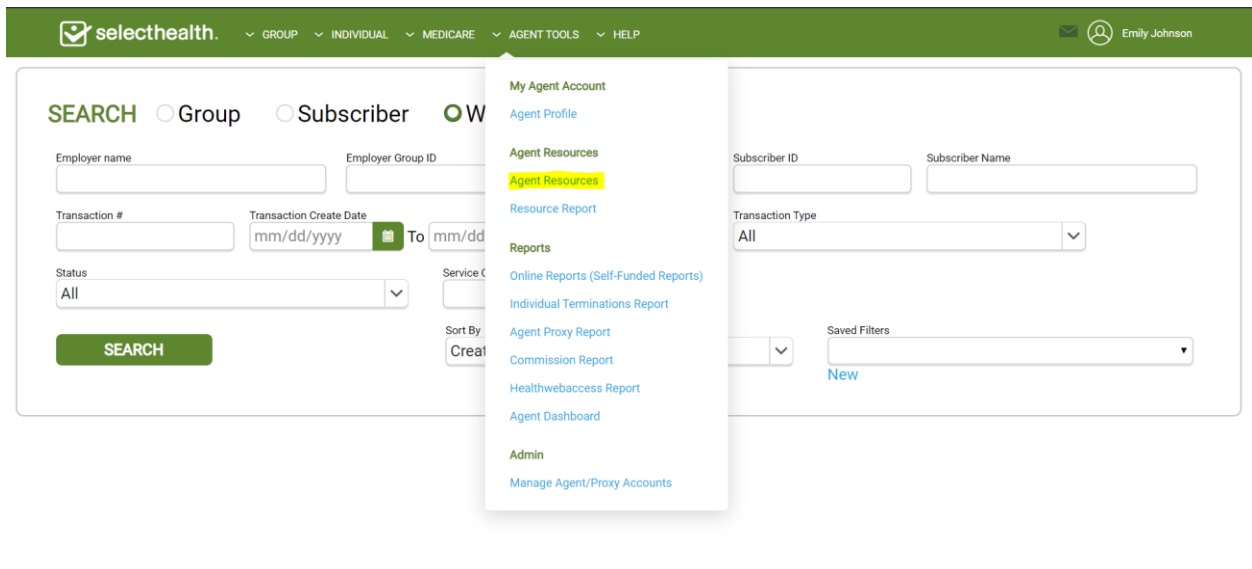 selecthealth. GROUP INDIVIDUAL MEDICARE AGENT TOOLS HELP Emily Johnson
My Agent Account
Agent Profile
Agent Resources
Agent Resources
Resource Report
Reports
Online Reports (Self-Funded Reports)
Individual Terminations Report
Agent Proxy Report
Commission Report
Healthwebaccess Report
Agent Dashboard
Admin
Manage Agent/Proxy Accounts
SEARCH Group Subscriber
Employer name Employer Group ID Subscriber ID Subscriber Name
Transaction # Transaction Create Date Transaction Type
mm/dd/yyyy To mm/dd All
Status Service
All
SEARCH
Sort By Saved Filters
Creat
New